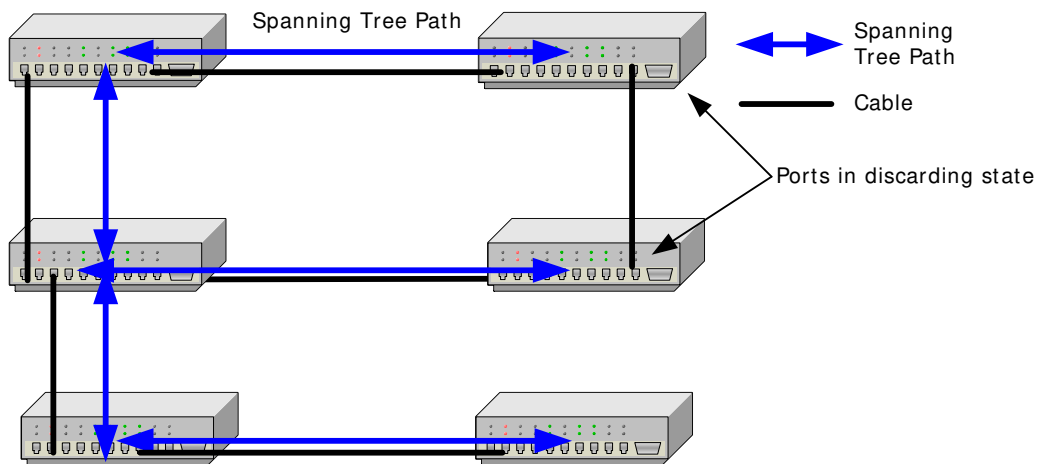 Spanning Tree Path
Spanning
Tree Path
Cable
Ports in discarding state